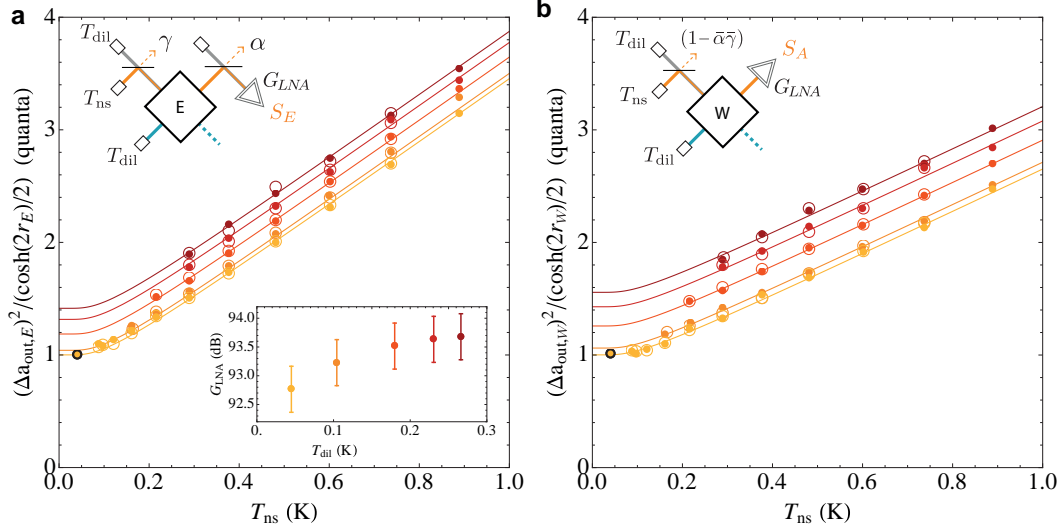 a
4
3
2
1
0
0.0
0.2
0.4
0.6
0.8
1.0
T_ns (K)
(Δa_out,E)²/(cosh(2r_E)/2) (quanta)
T_dil
γ
α
T_ns
E
G_LNA
S_E
T_dil
94.0
93.5
93.0
92.5
G_LNA (dB)
0.
0.1
0.2
0.3
T_dil (K)
b
4
3
2
1
0
0.0
0.2
0.4
0.6
0.8
1.0
T_ns (K)
(Δa_out,W)²/(cosh(2r_W)/2) (quanta)
T_dil
(1-ᾱγ̄)
S_A
T_ns
G_LNA
W
T_dil